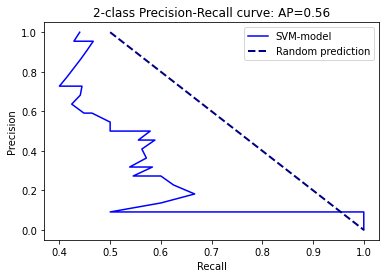 2-class Precision-Recall curve: AP=0.56
SVM-model
Random prediction
Precision
1.0
0.8
0.6
0.4
0.2
0.0
0.4
0.5
0.6
0.7
0.8
0.9
1.0
Recall